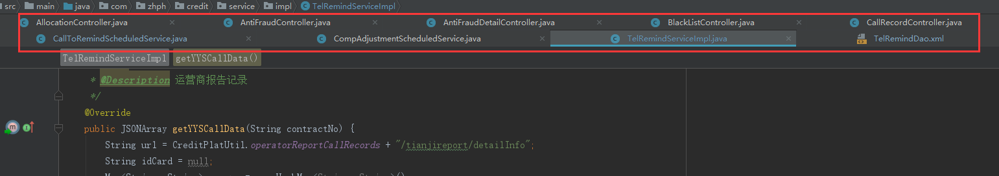 src main java com zhph credit service impl TelRemindServiceImpl
AllocationController.java AntiFraudController.java AntiFraudDetailController.java BlackListController.java CallRecordController.java
CallToRemindScheduledService.java CompAdjustmentScheduledService.java TelRemindServiceImpl.java TelRemindDao.xml
TelRemindServiceImpl getYYSCallData()
* @Description 运营商报告记录
*/
@Override
public JSONArray getYYSCallData(String contractNo) {
String url = CreditPlatUtil.operatorReportCallRecords + "/tianjireport/detailInfo";
String idCard = null;